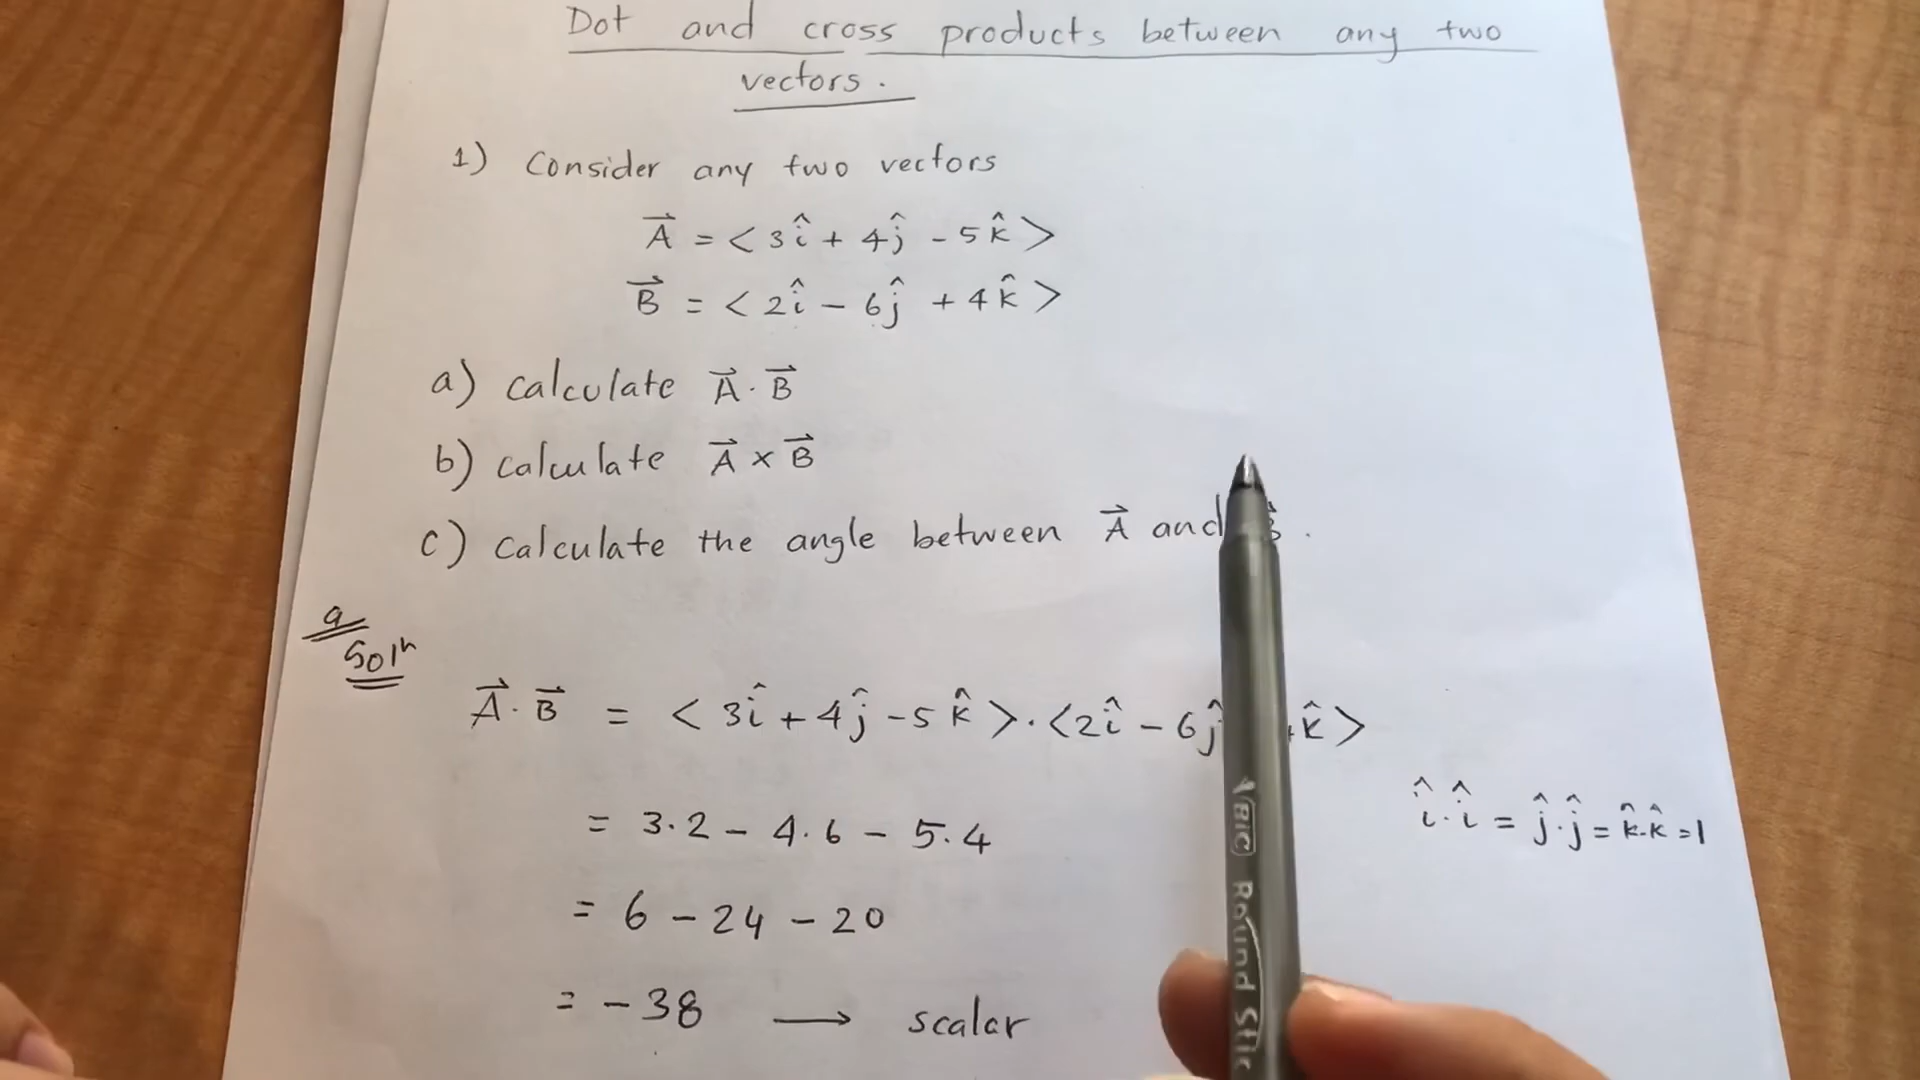 Dot and cross products between any two
vectors.
1) Consider any two vectors
A⃗ = <3î + 4ĵ - 5k̂>
B⃗ = <2î - 6ĵ + 4k̂>
a) calculate A⃗ · B⃗
b) calculate A⃗ × B⃗
c) calculate the angle between A⃗ and B⃗.
a
Solⁿ
A⃗ · B⃗ = <3î + 4ĵ - 5k̂> · <2î - 6ĵ k̂>
= 3·2 - 4·6 - 5·4
î·î = ĵ·ĵ = k̂·k̂ = 1
= 6 - 24 - 20
= -38 → scalar
BIC Round Stic